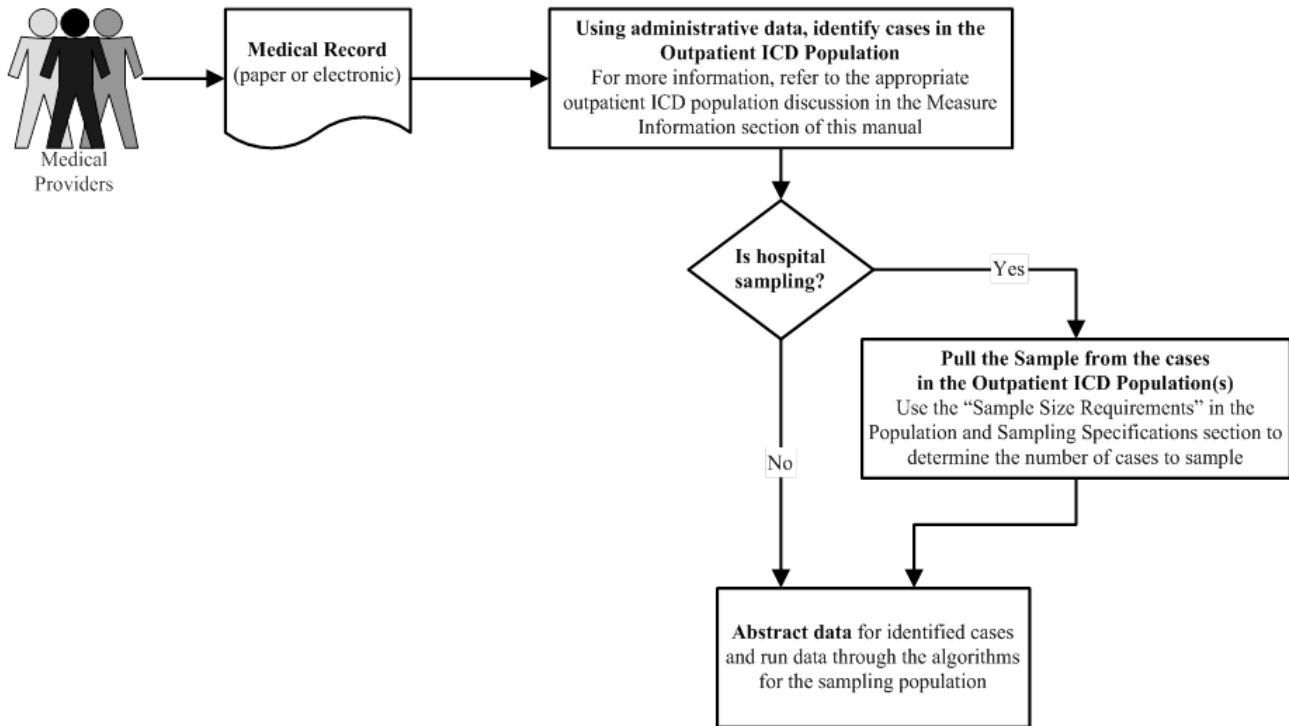 Medical
Providers
Medical Record
(paper or electronic)
Using administrative data, identify cases in the
Outpatient ICD Population
For more information, refer to the appropriate
outpatient ICD population discussion in the Measure
Information section of this manual
Is hospital
sampling?
Yes
Pull the Sample from the cases
in the Outpatient ICD Population(s)
Use the “Sample Size Requirements” in the
Population and Sampling Specifications section to
determine the number of cases to sample
No
Abstract data for identified cases
and run data through the algorithms
for the sampling population